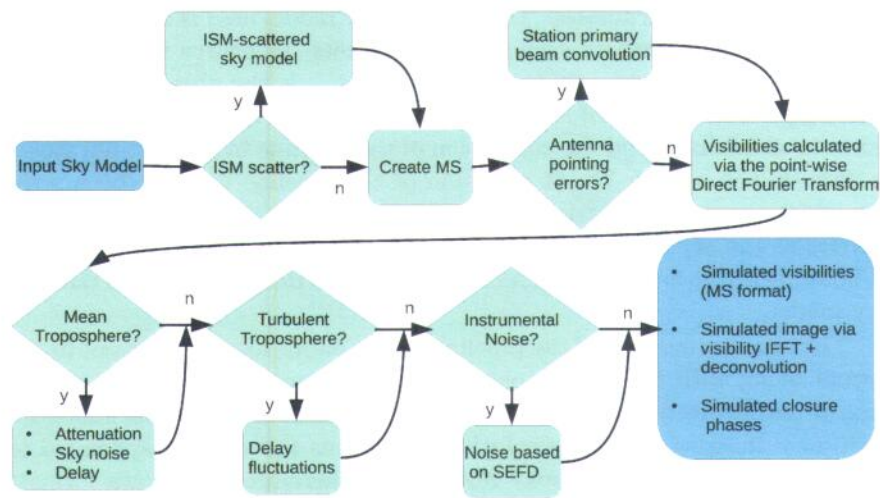 ISM-scattered
sky model
Station primary
beam convolution
y
y
Input Sky Model
ISM scatter?
n
Create MS
Antenna
pointing
errors?
n
Visibilities calculated
via the point-wise
Direct Fourier Transform
Mean
Troposphere?
n
Turbulent
Troposphere?
n
Instrumental
Noise?
n
• Simulated visibilities
(MS format)
• Simulated image via
visibility IFFT +
deconvolution
• Simulated closure
phases
y
y
y
• Attenuation
• Sky noise
• Delay
Delay
fluctuations
Noise based
on SEFD